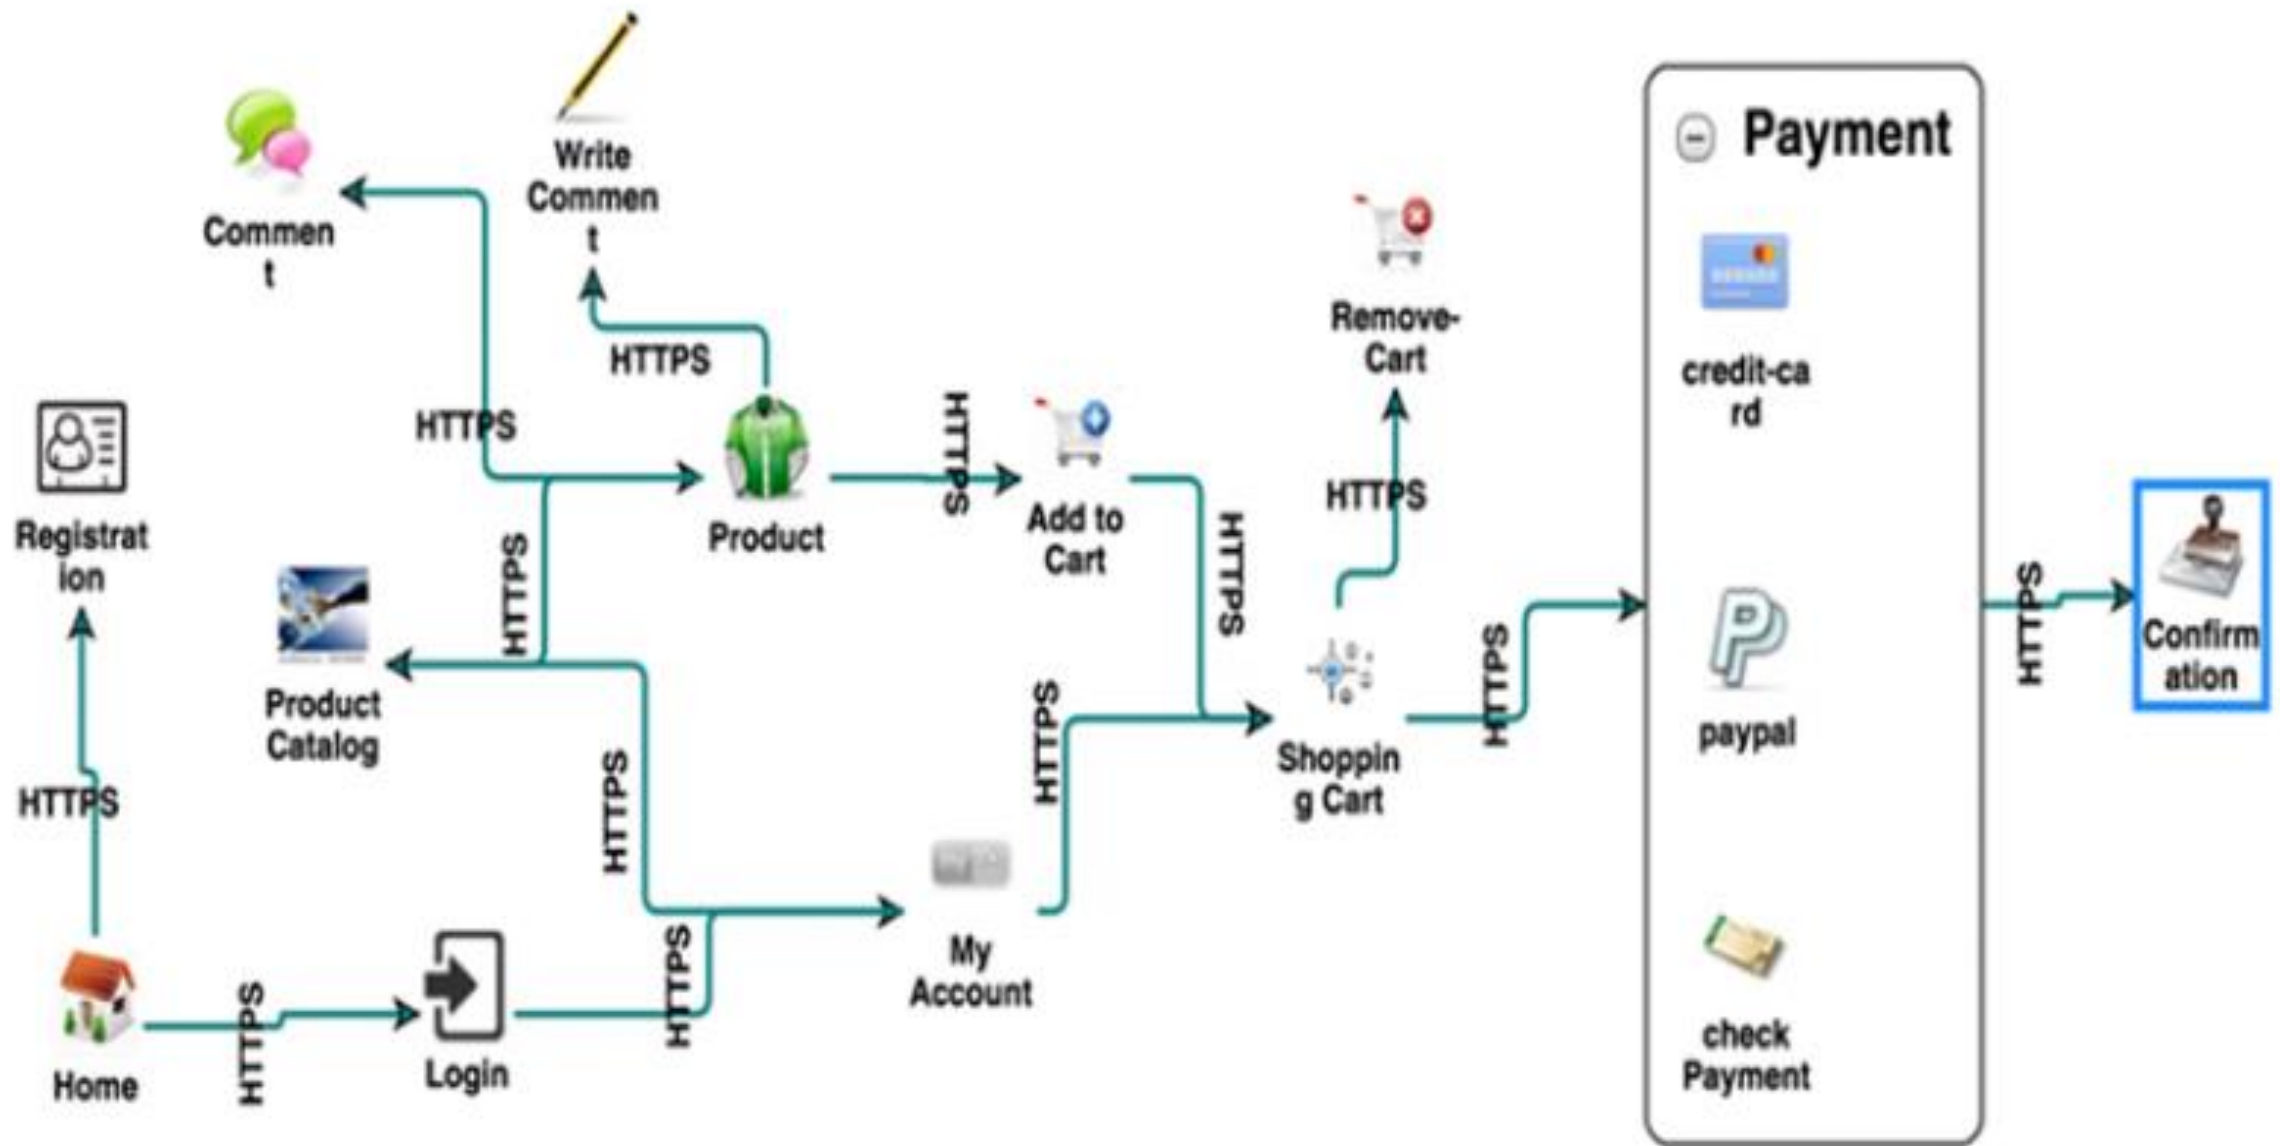 Payment
Write
Commen
t
Commen
t
Remove-
Cart
HTTPS
credit-ca
rd
HTTPS
HTTPS
HTTPS
Registrat
ion
Product
Add to
Cart
HTTPS
HTTPS
HTTPS
HTTPS
HTTPS
Confirm
ation
Product
Catalog
HTTPS
HTTPS
paypal
Shoppin
g Cart
HTTPS
My
Account
HTTPS
HTTPS
check
Payment
Home
Login